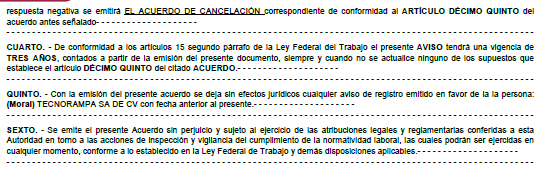 respuesta negativa se emitirá EL ACUERDO DE CANCELACIÓN correspondiente de conformidad al ARTÍCULO DÉCIMO QUINTO del
acuerdo antes señalado- - - - - - - - - - - - - - - - - - -
- - - - - - - - - - - - - - - - - - - - - - - - - - - - - - - - - - - - - - - - - - - - - - - - - - - - - - - - - - - - - - - - - - - - - - - - - - - - - - - - - - - -
CUARTO. - De conformidad a los artículos 15 segundo párrafo de la Ley Federal del Trabajo el presente AVISO tendrá una vigencia de
TRES AÑOS, contados a partir de la emisión del presente documento, siempre y cuando no se actualice ninguno de los supuestos que
establece el artículo DÉCIMO QUINTO del citado ACUERDO.- - - - - - - - - - - - - - - - - - -
- - - - - - - - - - - - - - - - - - - - - - - - - - - - - - - - - - - - - - - - - - - - - - - - - - - - - - - - - - - - - - - - - - - - - - - - - - - - - - - - - - - -
QUINTO. - Con la emisión del presente acuerdo se deja sin efectos jurídicos cualquier aviso de registro emitido en favor de la la persona:
(Moral) TECNORAMPA SA DE CV con fecha anterior al presente.- - - - - - - - - - - - - - - - - - -
- - - - - - - - - - - - - - - - - - - - - - - - - - - - - - - - - - - - - - - - - - - - - - - - - - - - - - - - - - - - - - - - - - - - - - - - - - - - - - - - - - - -
SEXTO. - Se emite el presente Acuerdo sin perjuicio y sujeto al ejercicio de las atribuciones legales y reglamentarias conferidas a esta
Autoridad en torno a las acciones de inspección y vigilancia del cumplimiento de la normatividad laboral, las cuales podrán ser ejercidas en
cualquier momento, conforme a lo establecido en la Ley Federal de Trabajo y demás disposiciones aplicables.- - - - - - - - - - - - - - - - - - -
- - - - - - - - - - - - - - - - - - - - - - - - - - - - - - - - - - - - - - - - - - - - - - - - - - - - - - - - - - - - - - - - - - - - - - - - - - - - - - - - - - - -